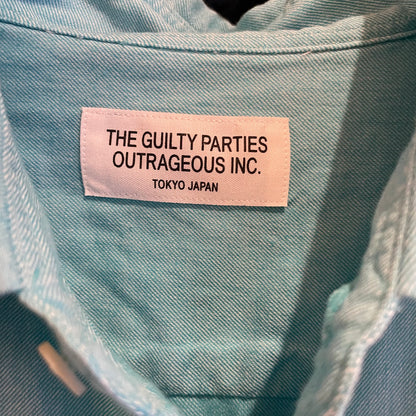 THE GUILTY PARTIES
OUTRAGEOUS INC.
TOKYO JAPAN